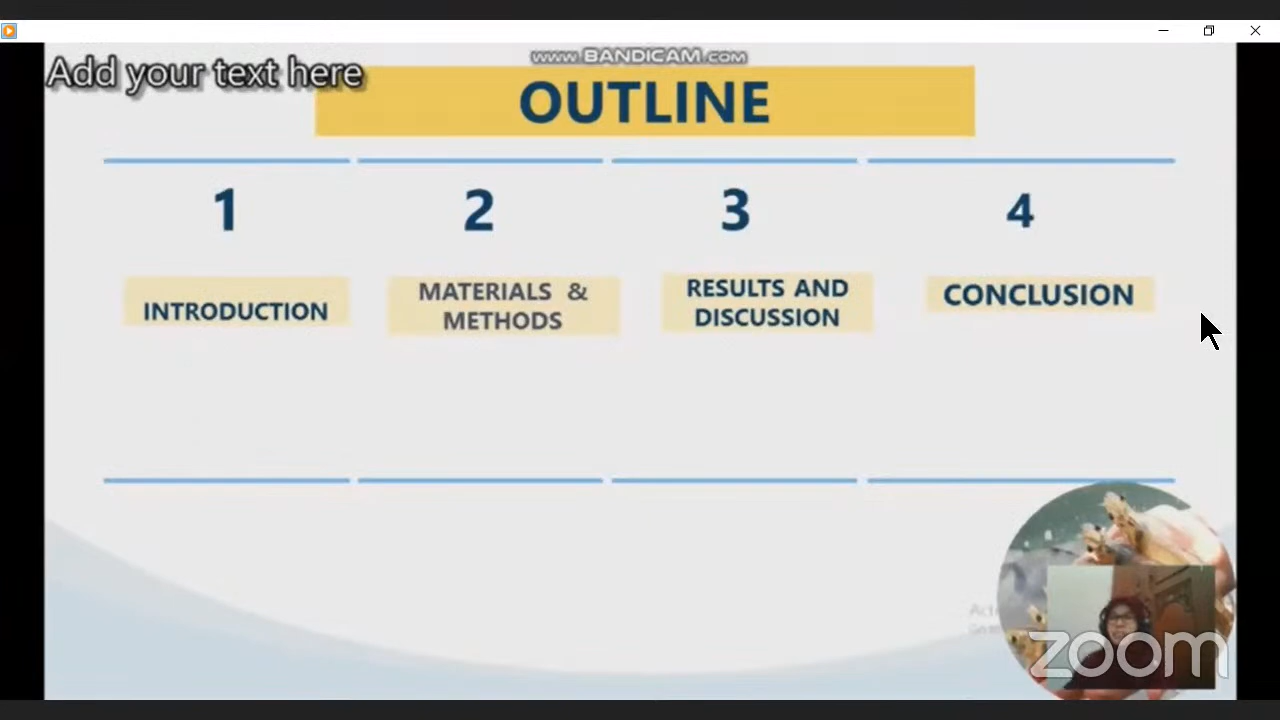 Add your text here
www.BANDICAM.com
OUTLINE
1
2
3
4
INTRODUCTION
MATERIALS &
METHODS
RESULTS AND
DISCUSSION
CONCLUSION
zoom